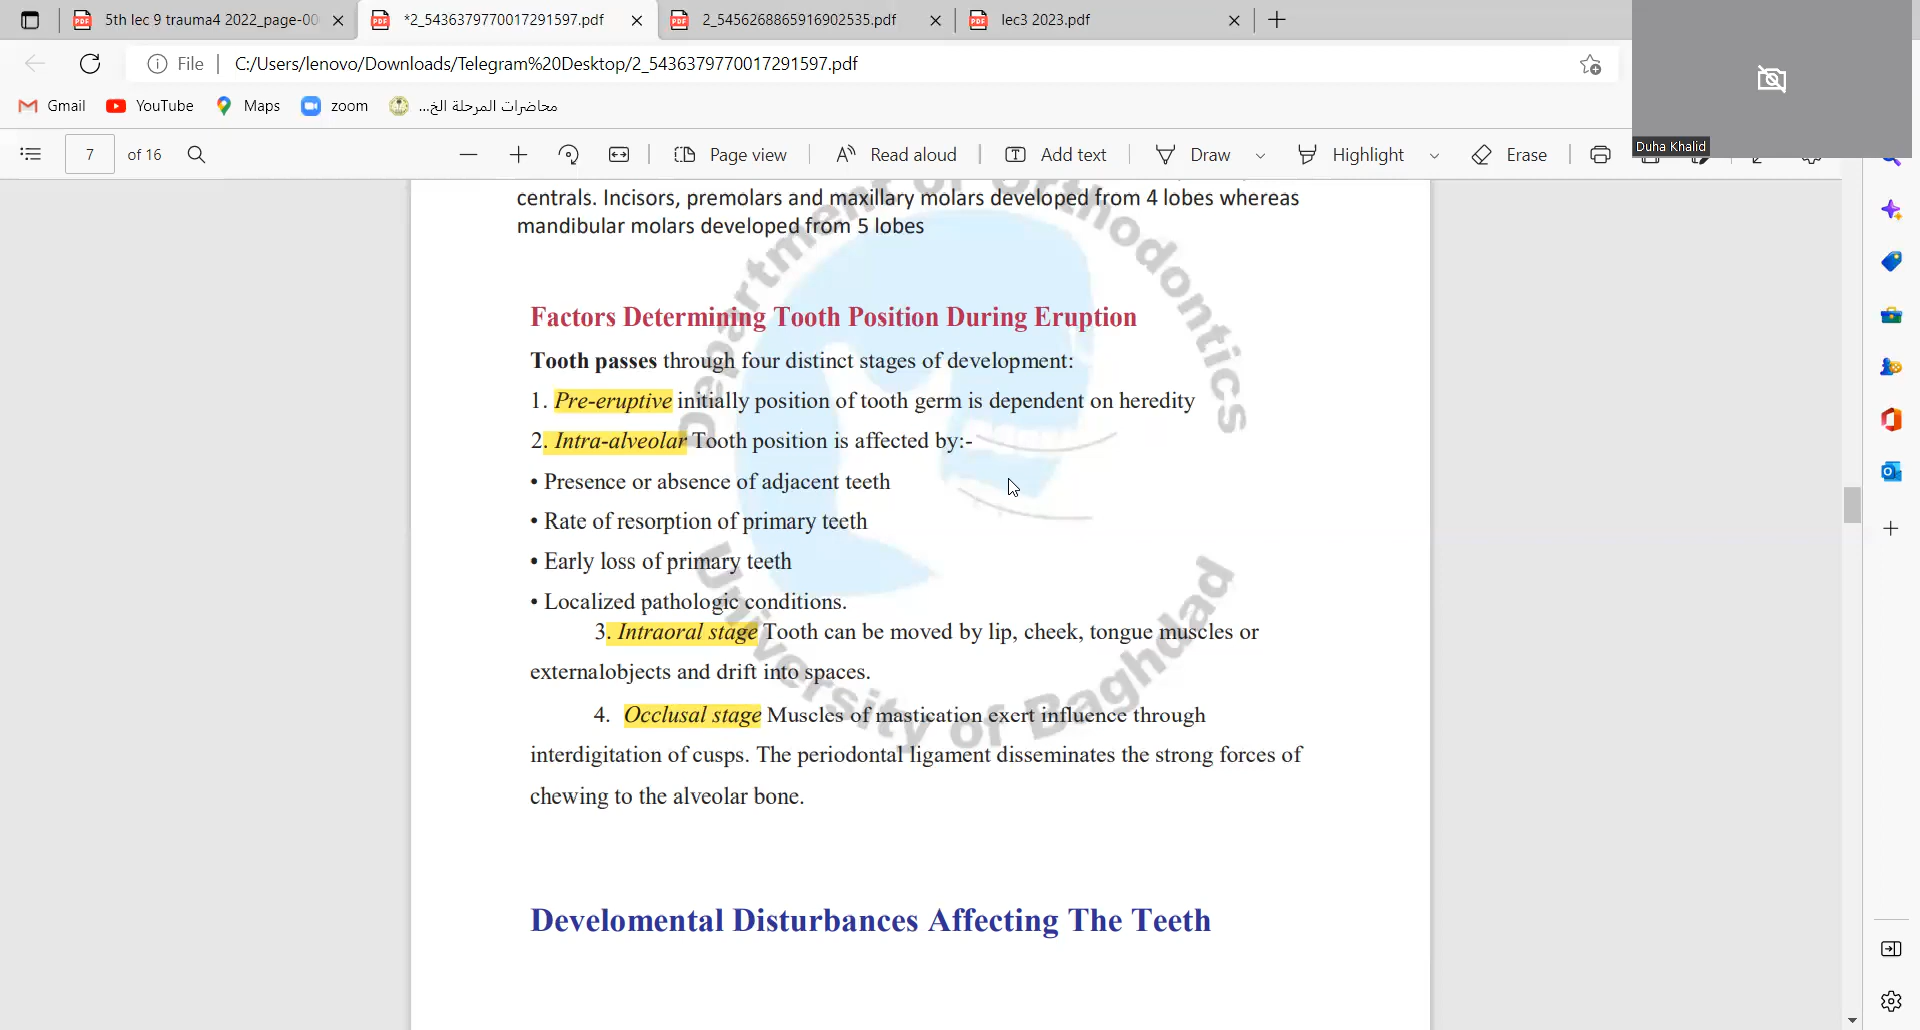 5th lec 9 trauma4 2022_page-00
*2_5436379770017291597.pdf
2_5456268865916902535.pdf
lec3 2023.pdf
File
C:/Users/lenovo/Downloads/Telegram%20Desktop/2_5436379770017291597.pdf
Gmail
YouTube
Maps
zoom
محاضرات المرحلة الخ...
Duha Khalid
7 of 16
Page view
Read aloud
Add text
Draw
Highlight
Erase
centrals. Incisors, premolars and maxillary molars developed from 4 lobes whereas
mandibular molars developed from 5 lobes
Factors Determining Tooth Position During Eruption
Tooth passes through four distinct stages of development:
1. Pre-eruptive initially position of tooth germ is dependent on heredity
2. Intra-alveolar Tooth position is affected by:-
• Presence or absence of adjacent teeth
• Rate of resorption of primary teeth
• Early loss of primary teeth
• Localized pathologic conditions.
3. Intraoral stage Tooth can be moved by lip, cheek, tongue muscles or
externalobjects and drift into spaces.
4. Occlusal stage Muscles of mastication exert influence through
interdigitation of cusps. The periodontal ligament disseminates the strong forces of
chewing to the alveolar bone.
Develomental Disturbances Affecting The Teeth
Department of Orthodontics
University of Baghdad